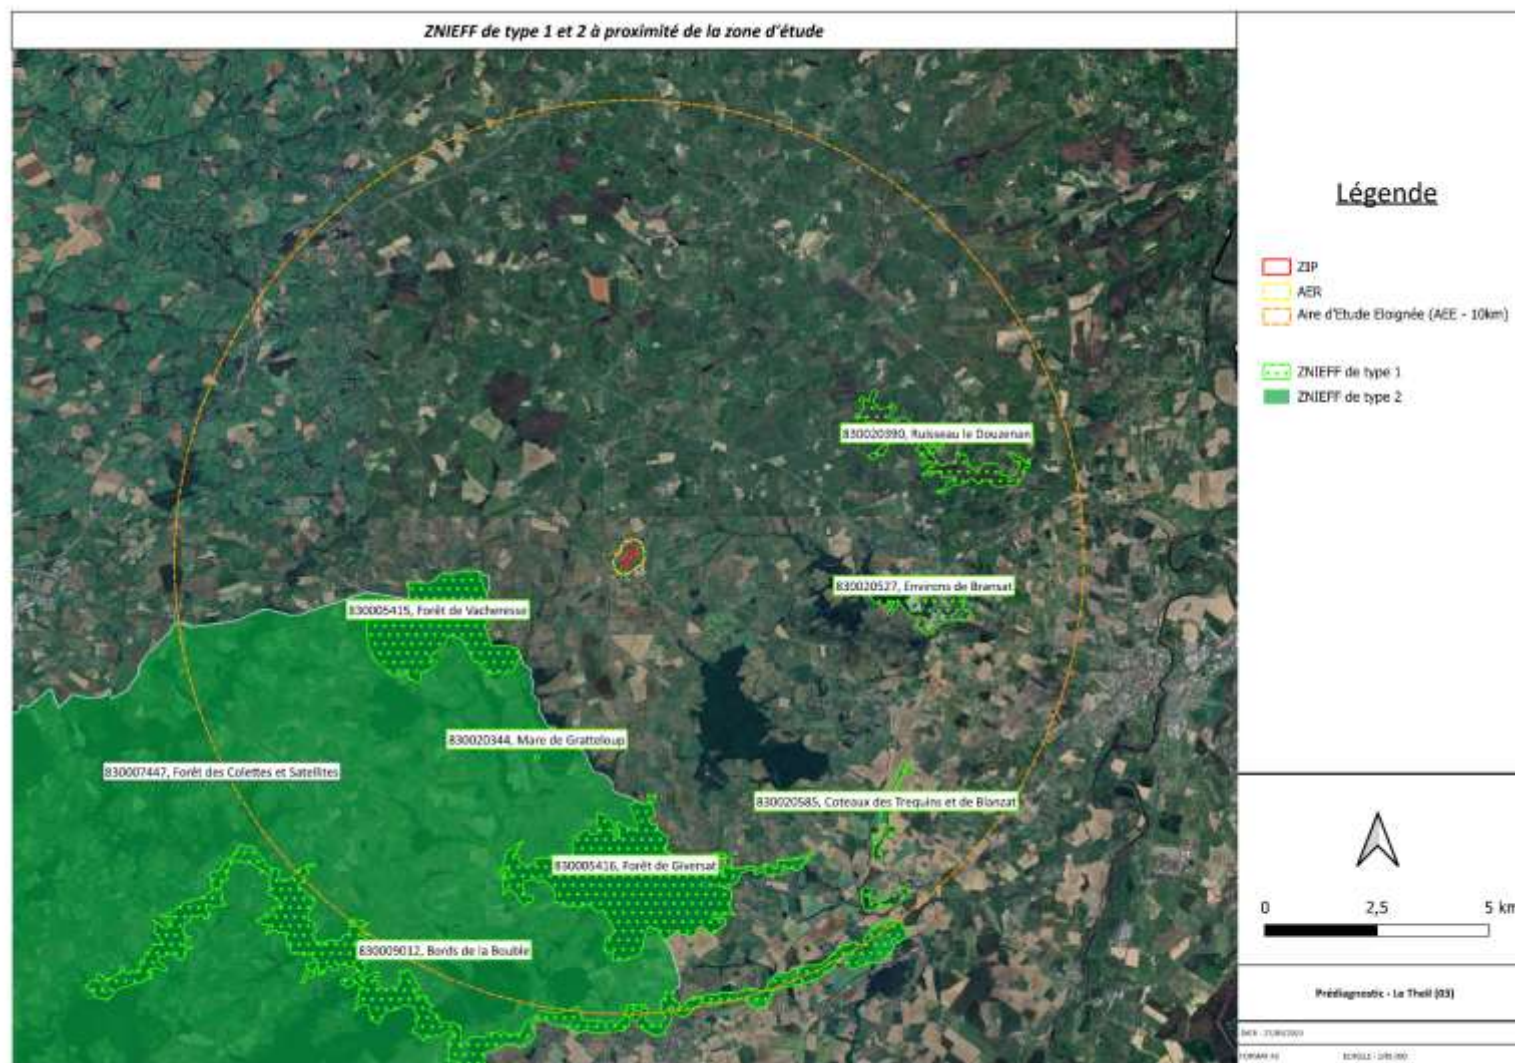 ZNIEFF de type 1 et 2 à proximité de la zone d'étude
830020390, Ruisseau le Douzenan
830020527, Environs de Bransat
830005415, Forêt de Vacheresse
830020344, Mare de Gratteloup
830007447, Forêt des Colettes et Satellites
830020585, Coteaux des Trequins et de Blanzat
830005416, Forêt de Giversat
830009012, Bords de la Bouble
Légende
ZIP
AER
Aire d'Etude Eloignée (AEE - 10km)
ZNIEFF de type 1
ZNIEFF de type 2
0 2,5 5 km
Prédiagnostic - Le Theil (03)